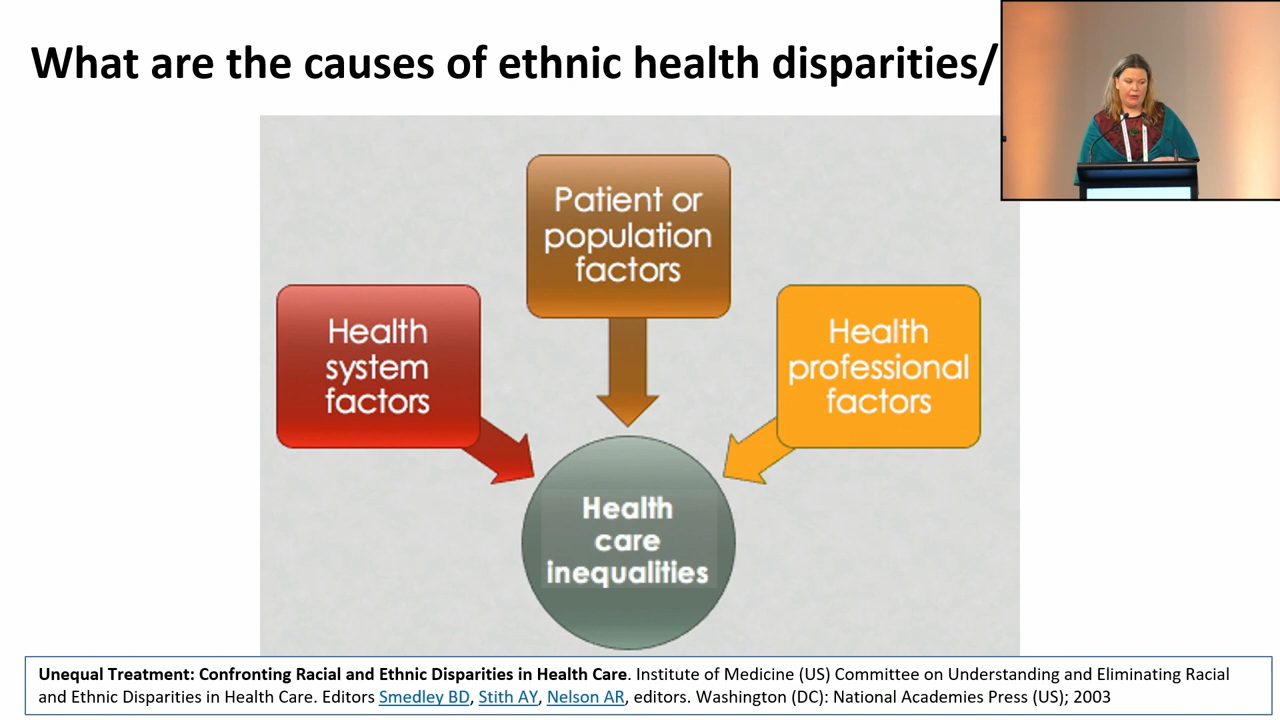 What are the causes of ethnic health disparities/
Patient or
population
factors
Health
system
factors
Health
professional
factors
Health
care
inequalities
Unequal Treatment: Confronting Racial and Ethnic Disparities in Health Care. Institute of Medicine (US) Committee on Understanding and Eliminating Racial
and Ethnic Disparities in Health Care. Editors Smedley BD, Stith AY, Nelson AR, editors. Washington (DC): National Academies Press (US); 2003